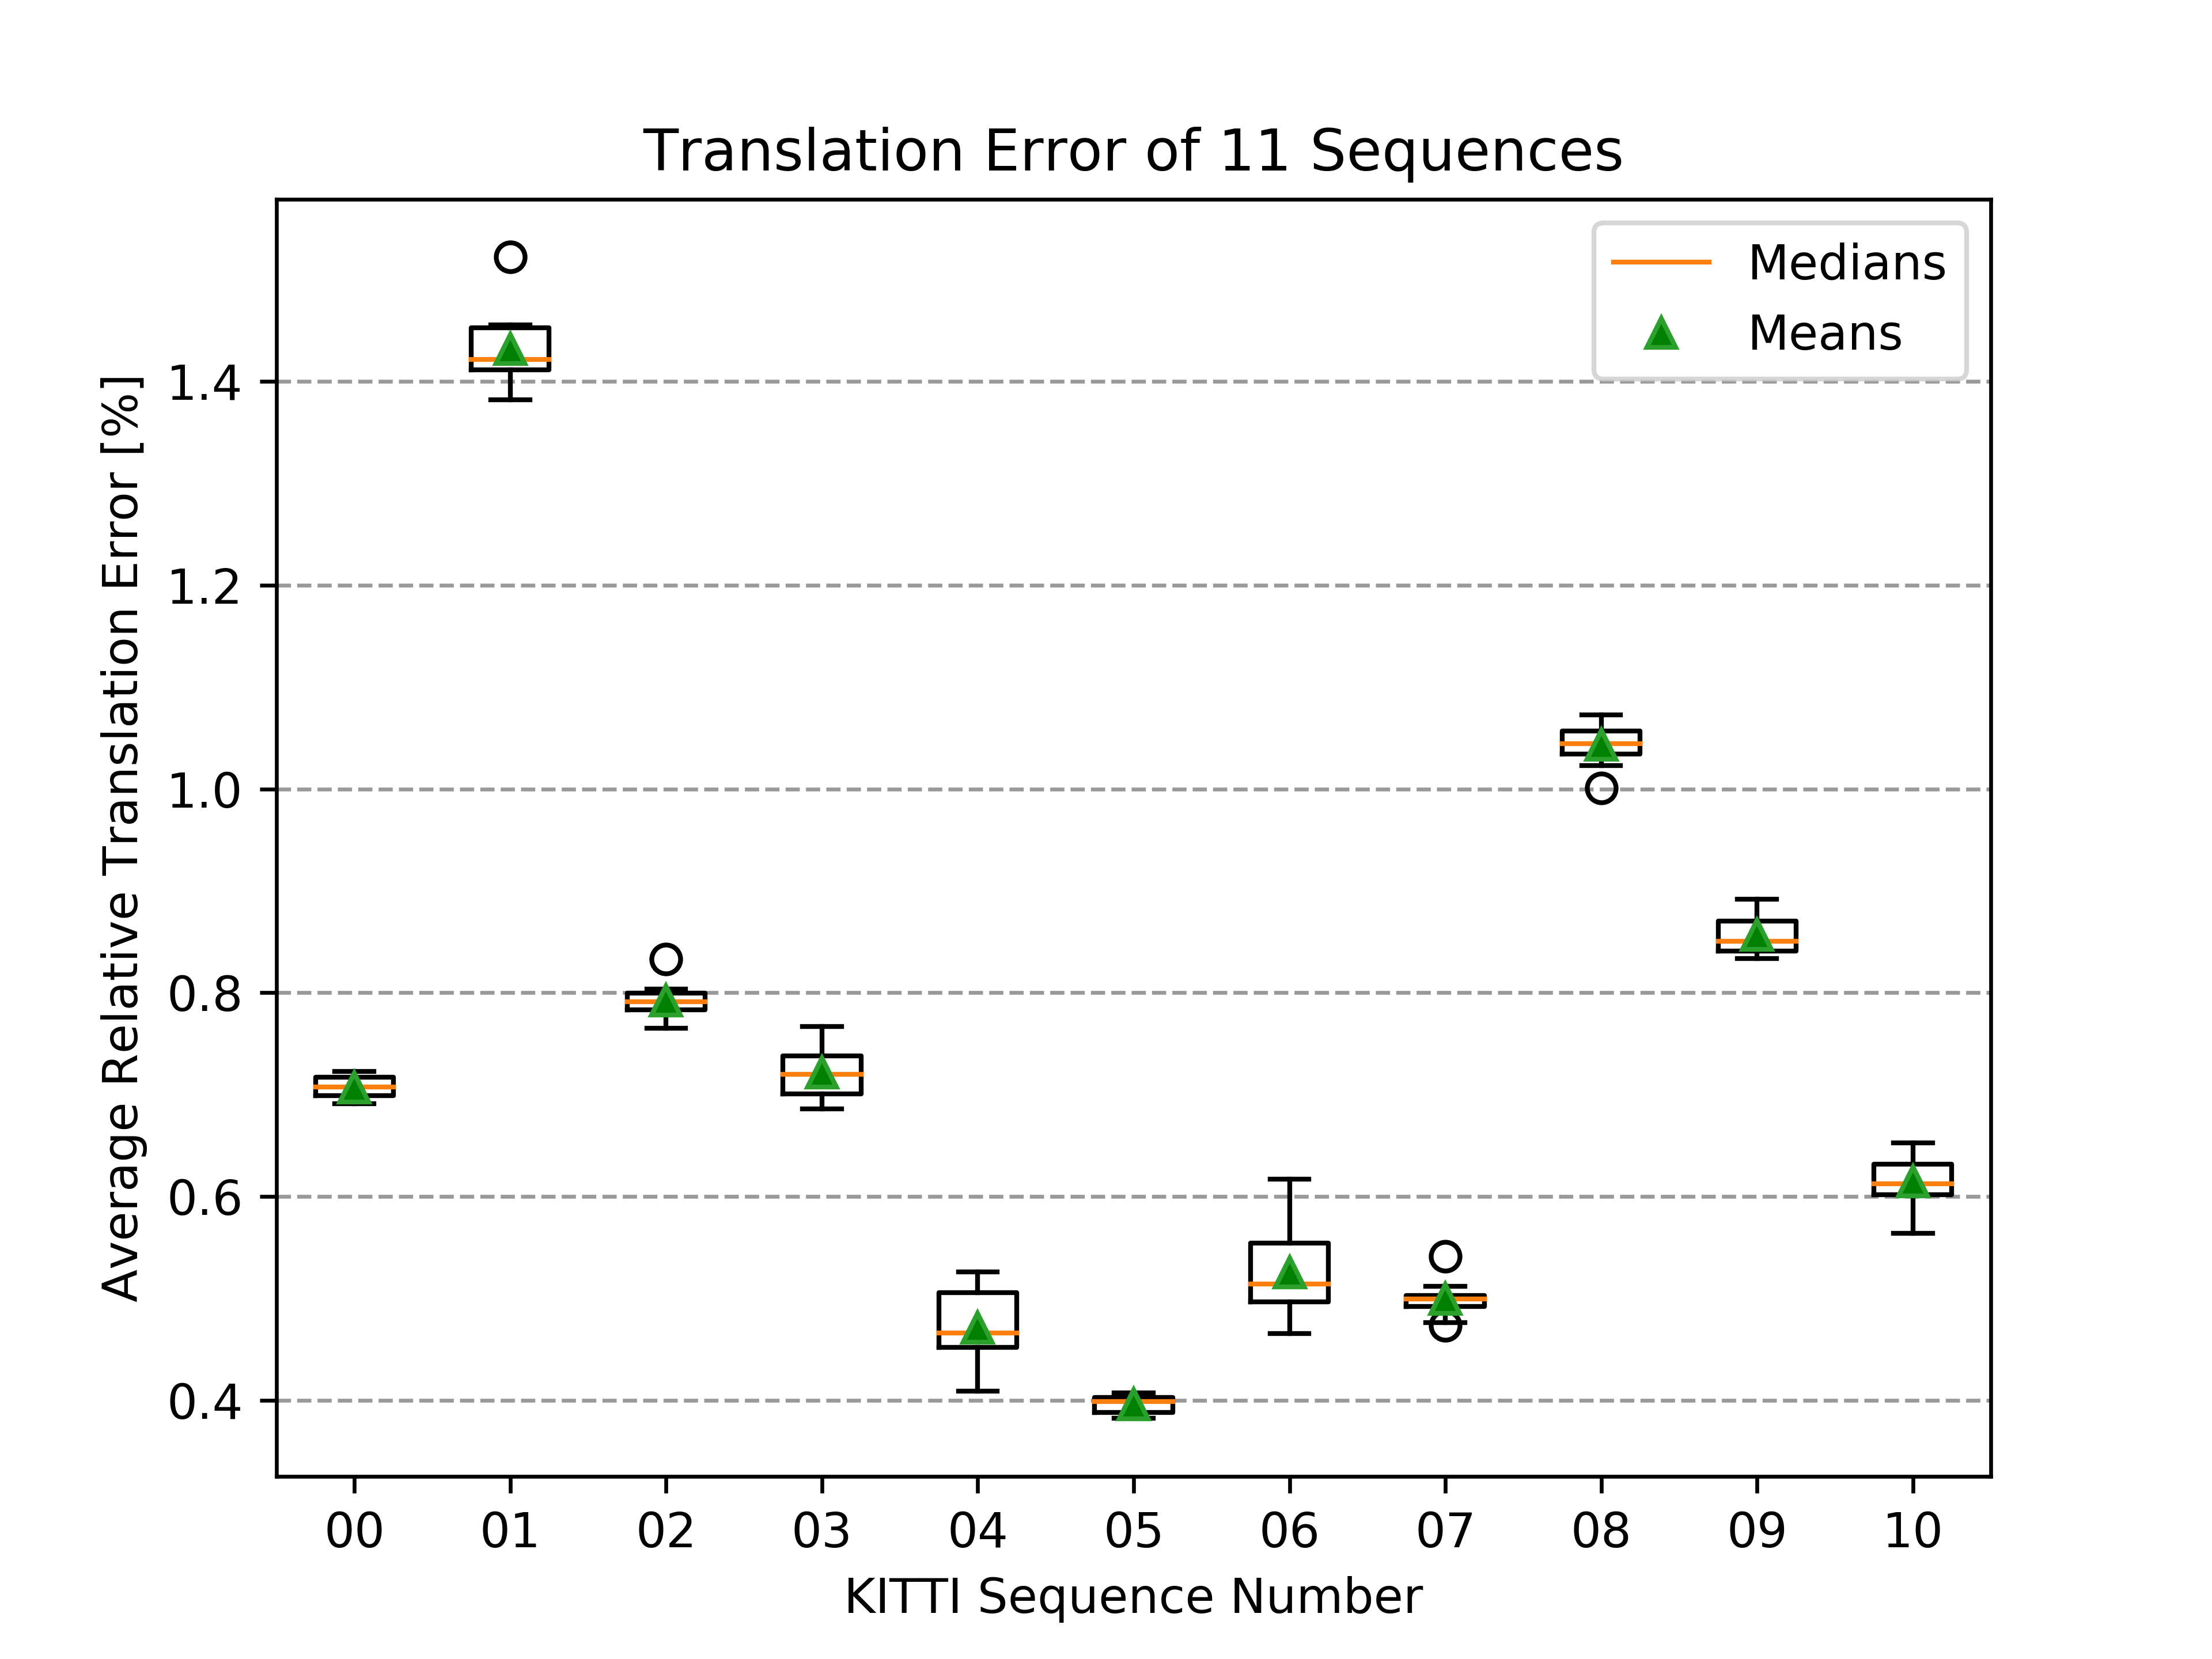 Translation Error of 11 Sequences
Medians
Means
Average Relative Translation Error [%]
1.4
1.2
1.0
0.8
0.6
0.4
00 01 02 03 04 05 06 07 08 09 10
KITTI Sequence Number